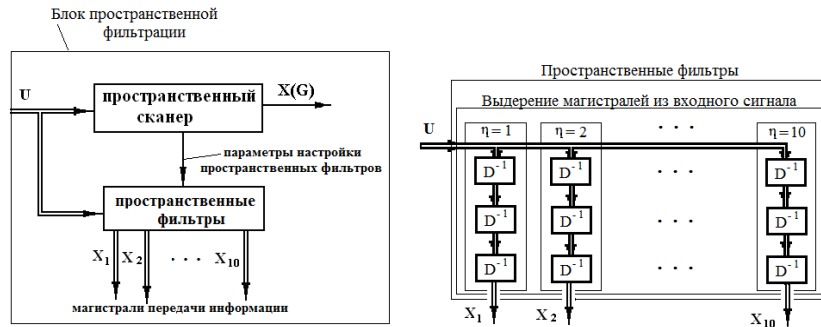 Блок пространственной
фильтрации
U
пространственный
сканер
X(G)
параметры настройки
пространственных фильтров
пространственные
фильтры
X1 X2 · · · X10
магистрали передачи информации
Пространственные фильтры
Выдерение магистралей из входного сигнала
U
η = 1 η = 2 · · · η = 10
D-1 D-1 D-1
D-1 D-1 · · · D-1
D-1 D-1 · · · D-1
X1 X2 X10